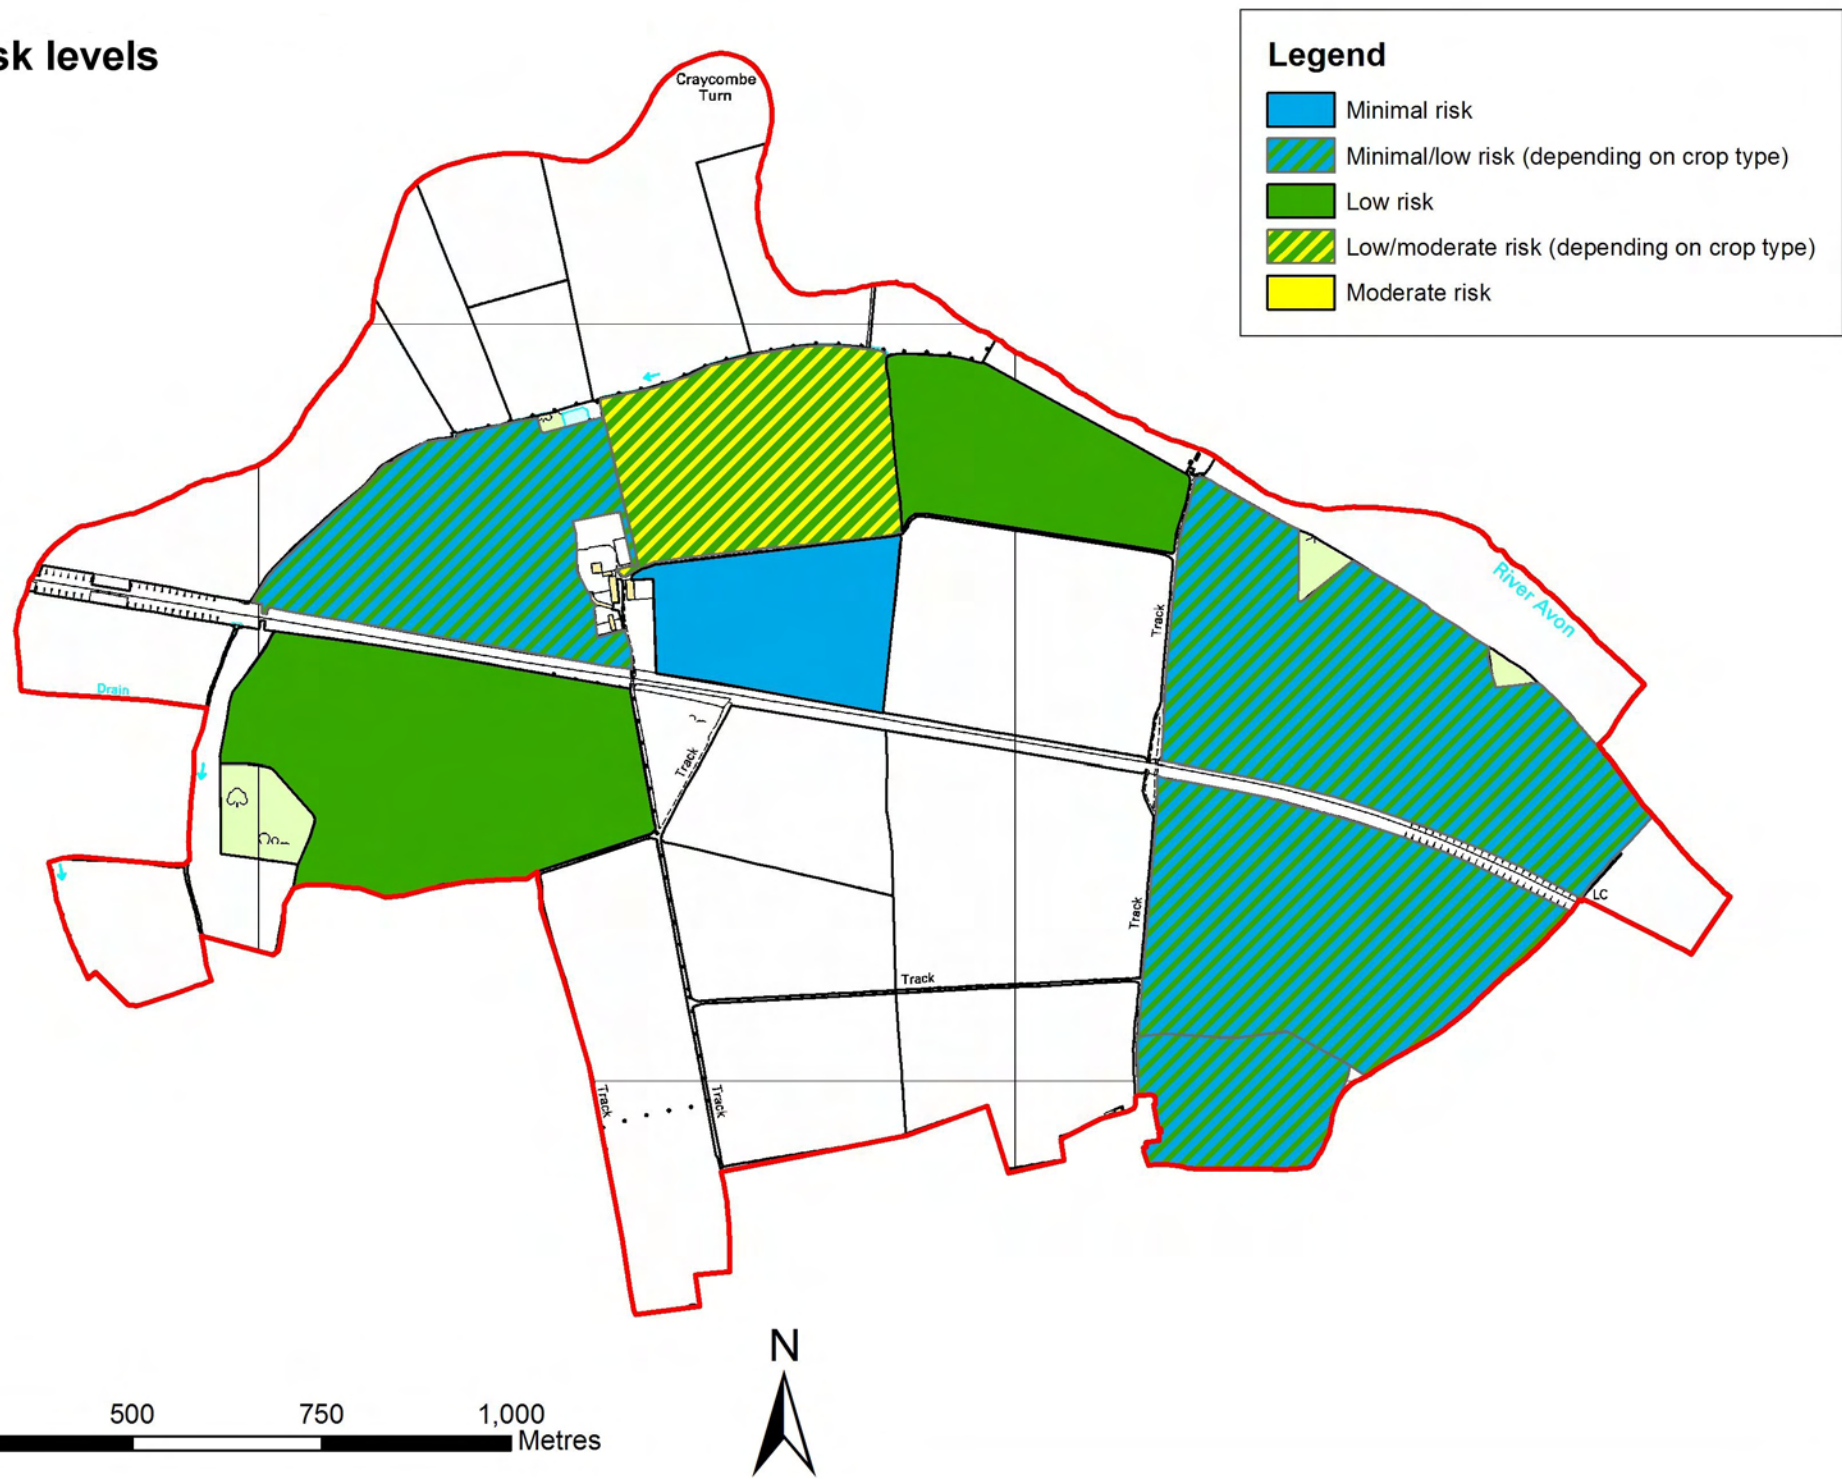 sk levels
Legend
Minimal risk
Minimal/low risk (depending on crop type)
Low risk
Low/moderate risk (depending on crop type)
Moderate risk
Craycombe
Turn
River Avon
Track
Drain
Track
LC
Track
Track
Track
Track
N
500 750 1,000
Metres